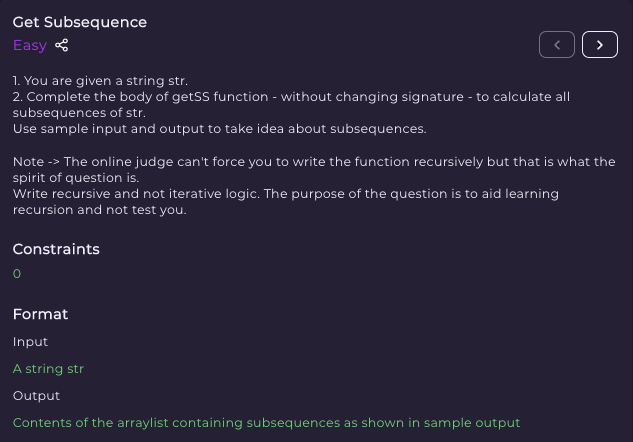 Get Subsequence
Easy
1. You are given a string str.
2. Complete the body of getSS function - without changing signature - to calculate all
subsequences of str.
Use sample input and output to take idea about subsequences.
Note -> The online judge can't force you to write the function recursively but that is what the
spirit of question is.
Write recursive and not iterative logic. The purpose of the question is to aid learning
recursion and not test you.
Constraints
0
Format
Input
A string str
Output
Contents of the arraylist containing subsequences as shown in sample output